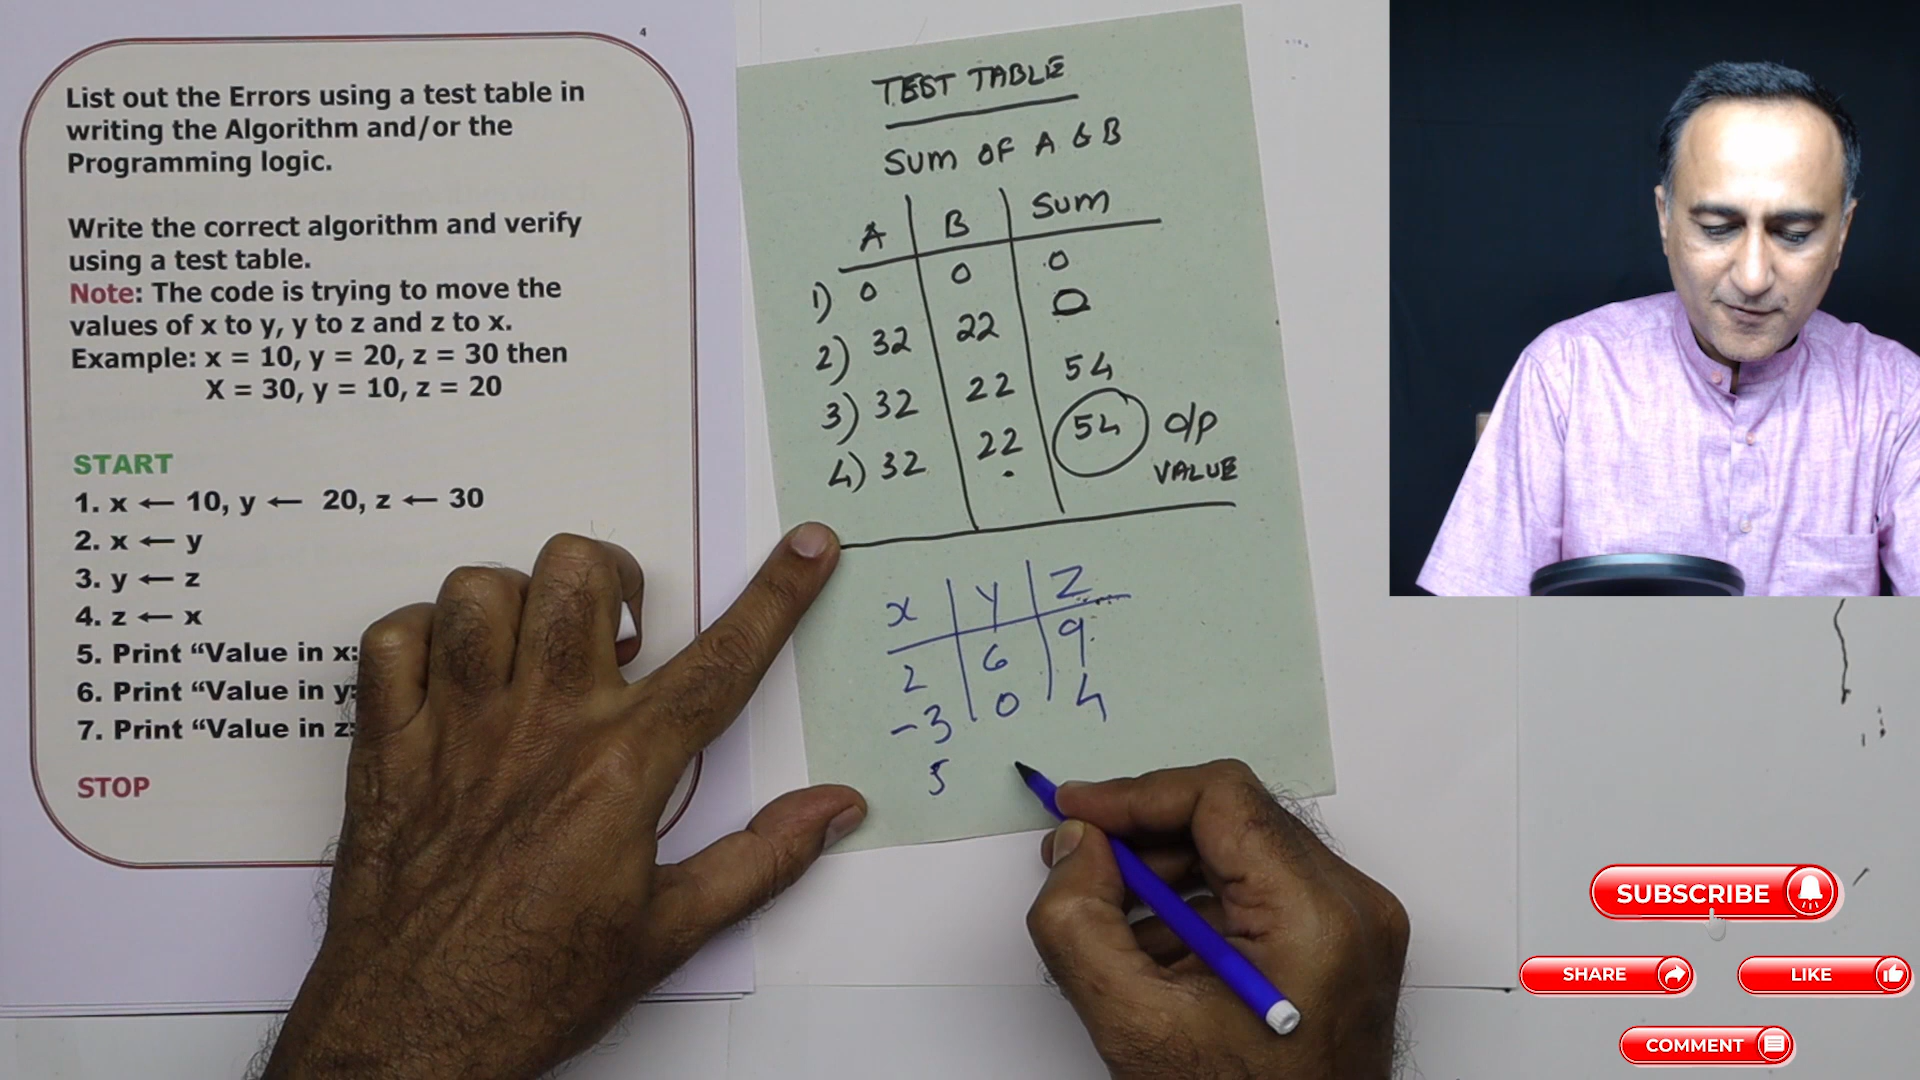 4
List out the Errors using a test table in
writing the Algorithm and/or the
Programming logic.
Write the correct algorithm and verify
using a test table.
Note: The code is trying to move the
values of x to y, y to z and z to x.
Example: x = 10, y = 20, z = 30 then
X = 30, y = 10, z = 20
START
1. x ← 10, y ← 20, z ← 30
2. x ← y
3. y ← z
4. z ← x
5. Print “Value in x:
6. Print “Value in y:
7. Print “Value in z:
STOP
TEST TABLE
SUM OF A & B
A B Sum
1) 0 0 0
2) 32 22 0
3) 32 22 54
4) 32 22 54 O/P
VALUE
x y Z
2 6 9
-3 0 4
5
SUBSCRIBE
SHARE LIKE
COMMENT